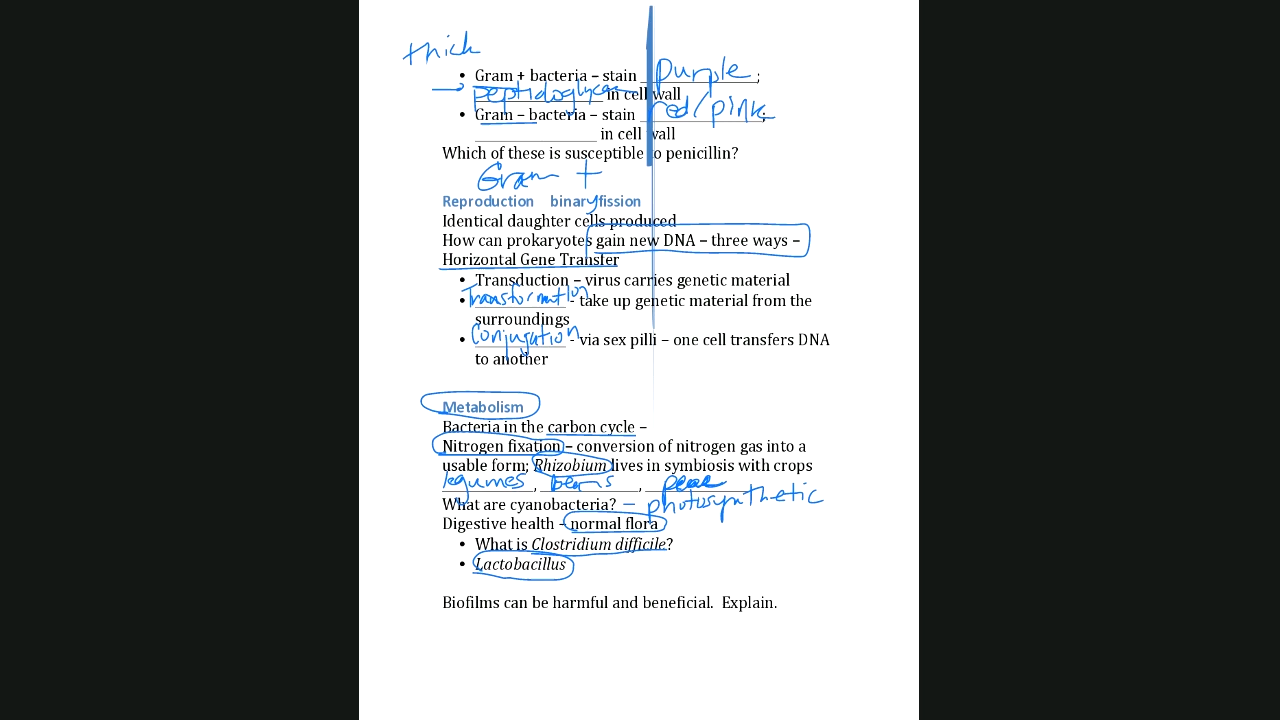 thick
• Gram + bacteria – stain purple;
→ peptidoglycan in cell wall
• Gram – bacteria – stain red/pink;
____________ in cell wall
Which of these is susceptible to penicillin?
Gram +
Reproduction binary fission
Identical daughter cells produced
How can prokaryotes gain new DNA – three ways –
Horizontal Gene Transfer
• Transduction – virus carries genetic material
• Transformation - take up genetic material from the
surroundings
• Conjugation - via sex pilli – one cell transfers DNA
to another
Metabolism
Bacteria in the carbon cycle –
Nitrogen fixation – conversion of nitrogen gas into a
usable form; Rhizobium lives in symbiosis with crops
legumes, beans,
What are cyanobacteria? – photosynthetic
Digestive health – normal flora
• What is Clostridium difficile?
• Lactobacillus
Biofilms can be harmful and beneficial. Explain.